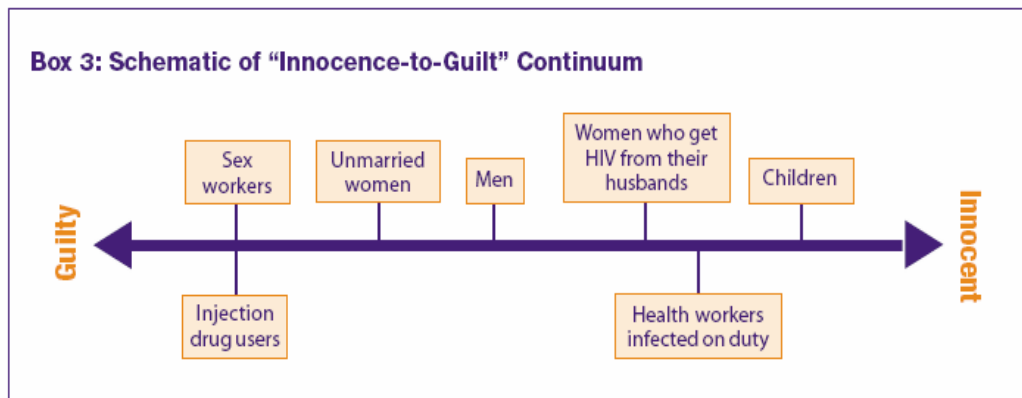 Box 3: Schematic of “Innocence-to-Guilt” Continuum
Sex
workers
Unmarried
women
Men
Women who get
HIV from their
husbands
Children
Guilty
Innocent
Injection
drug users
Health workers
infected on duty